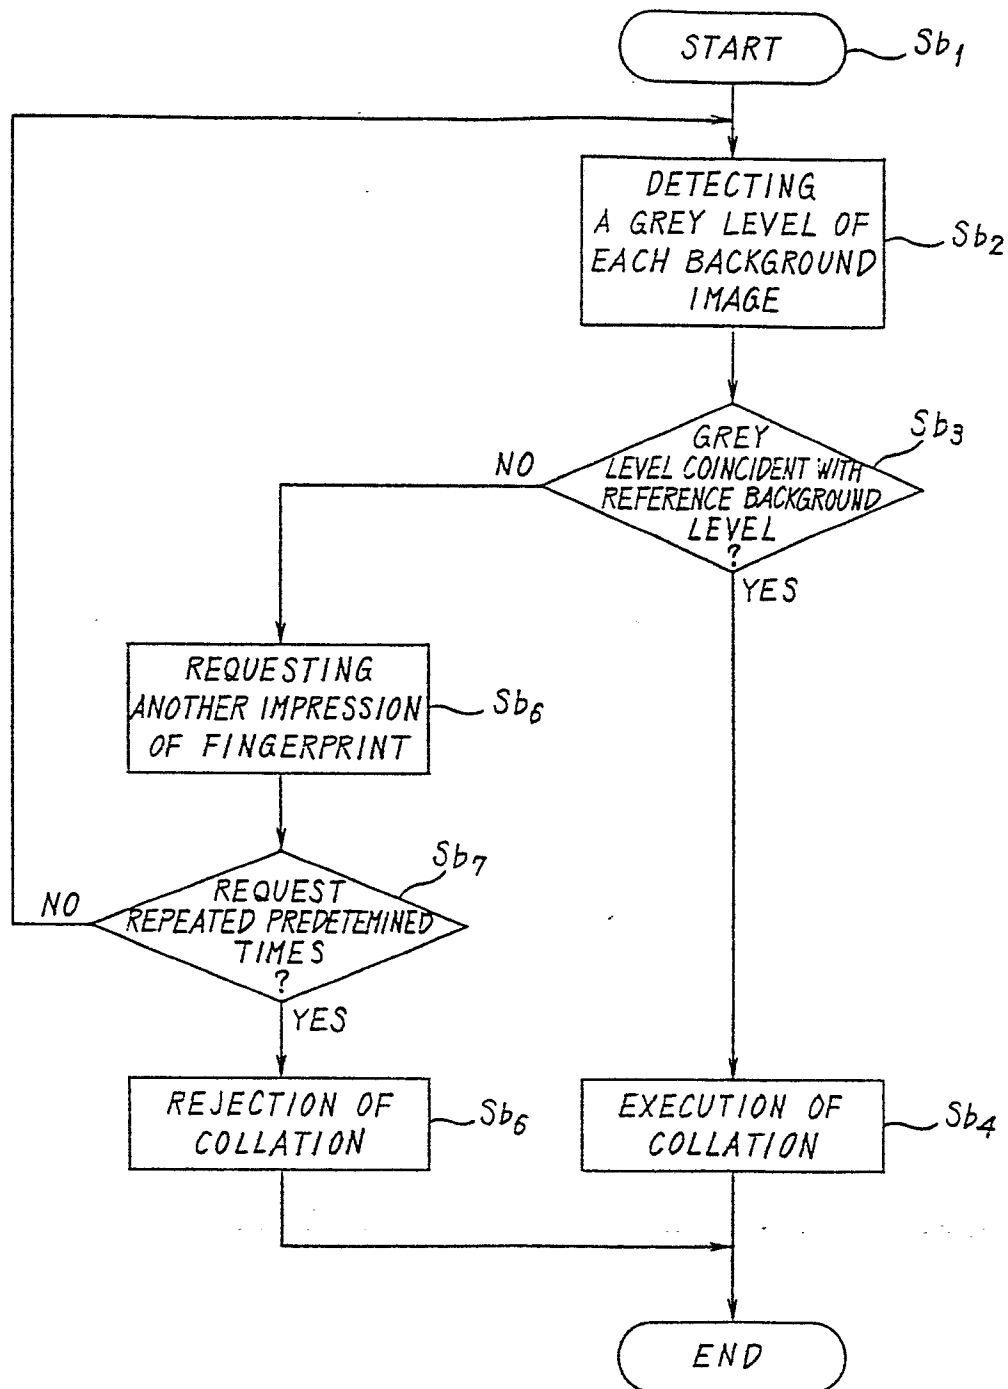 START
Sb1
DETECTING
A GREY LEVEL OF
EACH BACKGROUND
IMAGE
Sb2
GREY
LEVEL COINCIDENT WITH
REFERENCE BACKGROUND
LEVEL
?
Sb3
NO
YES
REQUESTING
ANOTHER IMPRESSION
OF FINGERPRINT
Sb6
REQUEST
REPEATED PREDETEMINED
TIMES
?
Sb7
NO
YES
REJECTION OF
COLLATION
Sb6
EXECUTION OF
COLLATION
Sb4
END